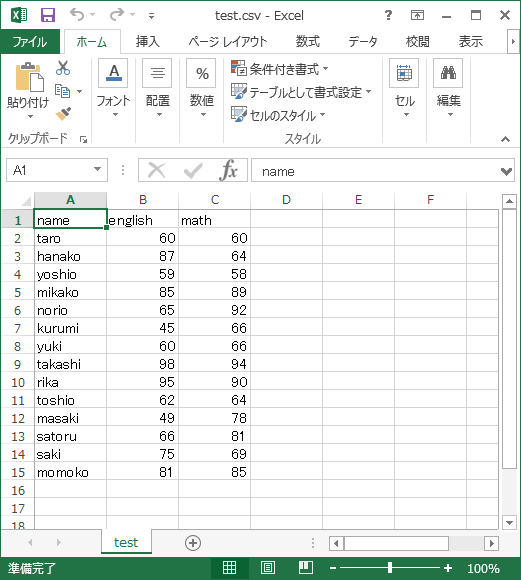 test.csv - Excel
ファイル ホーム 挿入 ページ レイアウト 数式 データ 校閲 表示
貼り付け
クリップボード
A
フォント
配置
%
数値
条件付き書式
テーブルとして書式設定
セルのスタイル
スタイル
セル
編集
A1 fx name
A B C D E F
1 name english math
2 taro 60 60
3 hanako 87 64
4 yoshio 59 58
5 mikako 85 89
6 norio 65 92
7 kurumi 45 66
8 yuki 60 66
9 takashi 98 94
10 rika 95 90
11 toshio 62 64
12 masaki 49 78
13 satoru 66 81
14 saki 75 69
15 momoko 81 85
16
17
18
test
準備完了 100%